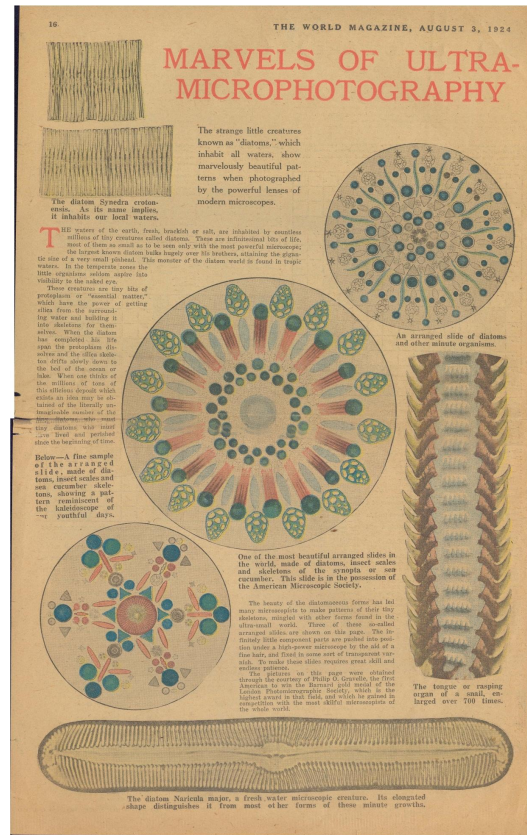 16
THE WORLD MAGAZINE, AUGUST 3, 1924
MARVELS OF ULTRA-
MICROPHOTOGRAPHY
The strange little creatures
known as "diatoms," which
inhabit all waters, show
marvelously beautiful pat-
terns when photographed
by the powerful lenses of
modern microscopes.
The diatom Synedra croton-
ensis. As its name implies,
it inhabits our local waters.
THE waters of the earth, fresh, brackish or salt, are inhabited by countless
millions of tiny creatures called diatoms. These are infinitesimal bits of life,
most of them so small as to be seen only with the most powerful microscope;
the largest known diatom bulks hugely over his brothers, attaining the gigan-
tic size of a very small pinhead. This monster of the diatom world is found in tropic
waters. In the temperate zones the
little organisms seldom aspire into
visibility to the naked eye.
These creatures are tiny bits of
protoplasm or "essential matter,"
which have the power of getting
silica from the surround-
ing water and building it
into skeletons for them-
selves. When the diatom
has completed his life
span the protoplasm dis-
solves and the silica skele-
ton drifts slowly down to
the bed of the ocean or
lake. When one thinks of
the millions of tons of
this silicious deposit which
exists an idea may be ob-
tained of the literally un-
imaginable number of the
tiny diatoms who must
have lived and perished
since the beginning of time.
An arranged slide of diatoms
and other minute organisms.
Below—A fine sample
of the arranged
slide, made of dia-
toms, insect scales and
sea cucumber skele-
tons, showing a pat-
tern reminiscent of
the kaleidoscope of
our youthful days.
One of the most beautiful arranged slides in
the world, made of diatoms, insect scales
and skeletons of the synopta or sea
cucumber. This slide is in the possession of
the American Microscopic Society.
The beauty of the diatomaceous forms has led
many microscopists to make patterns of their tiny
skeletons, mingled with other forms found in the
ultra-small world. Three of these so-called
arranged slides are shown on this page. The in-
finitely little component parts are pushed into posi-
tion under a high-power microscope by the aid of a
fine hair, and fixed in some sort of transparent var-
nish. To make these slides requires great skill and
endless patience.
The pictures on this page were obtained
through the courtesy of Philip O. Gravelle, the first
American to win the Barnard gold medal of the
London Photomicrographic Society, which is the
highest award in that field, and which he gained in
competition with the most skilful microscopists of
the whole world.
The tongue or rasping
organ of a snail, en-
larged over 700 times.
The diatom Naricula major, a fresh water microscopic creature. Its elongated
shape distinguishes it from most other forms of these minute growths.